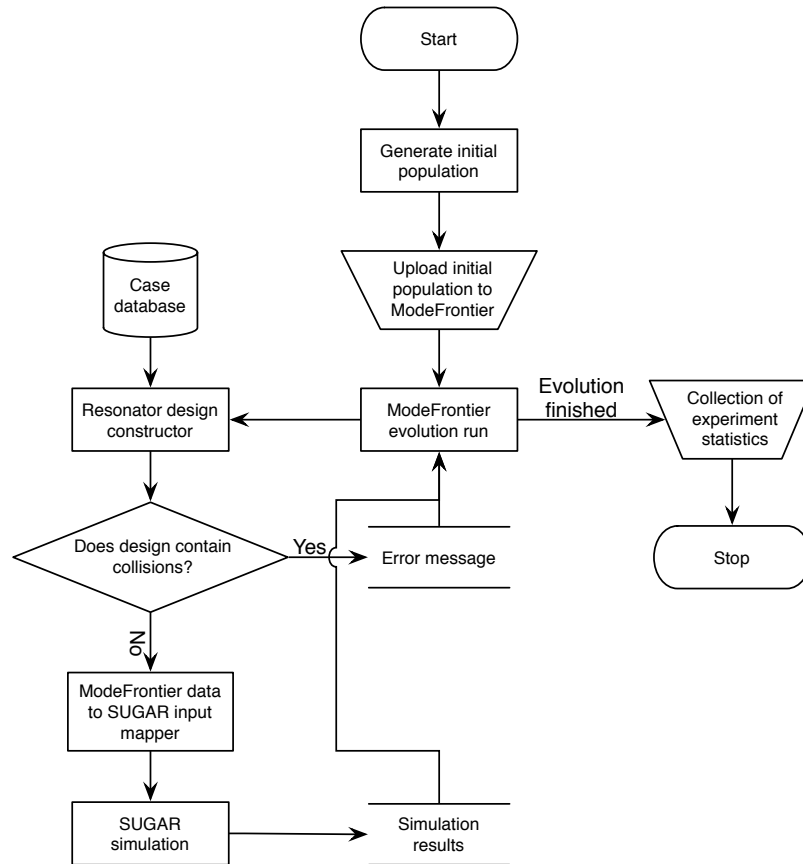 Start
Generate initial
population
Upload initial
population to
ModeFrontier
Case
database
Resonator design
constructor
ModeFrontier
evolution run
Evolution
finished
Collection of
experiment
statistics
Does design contain
collisions?
Yes
Error message
Stop
No
ModeFrontier data
to SUGAR input
mapper
SUGAR
simulation
Simulation
results